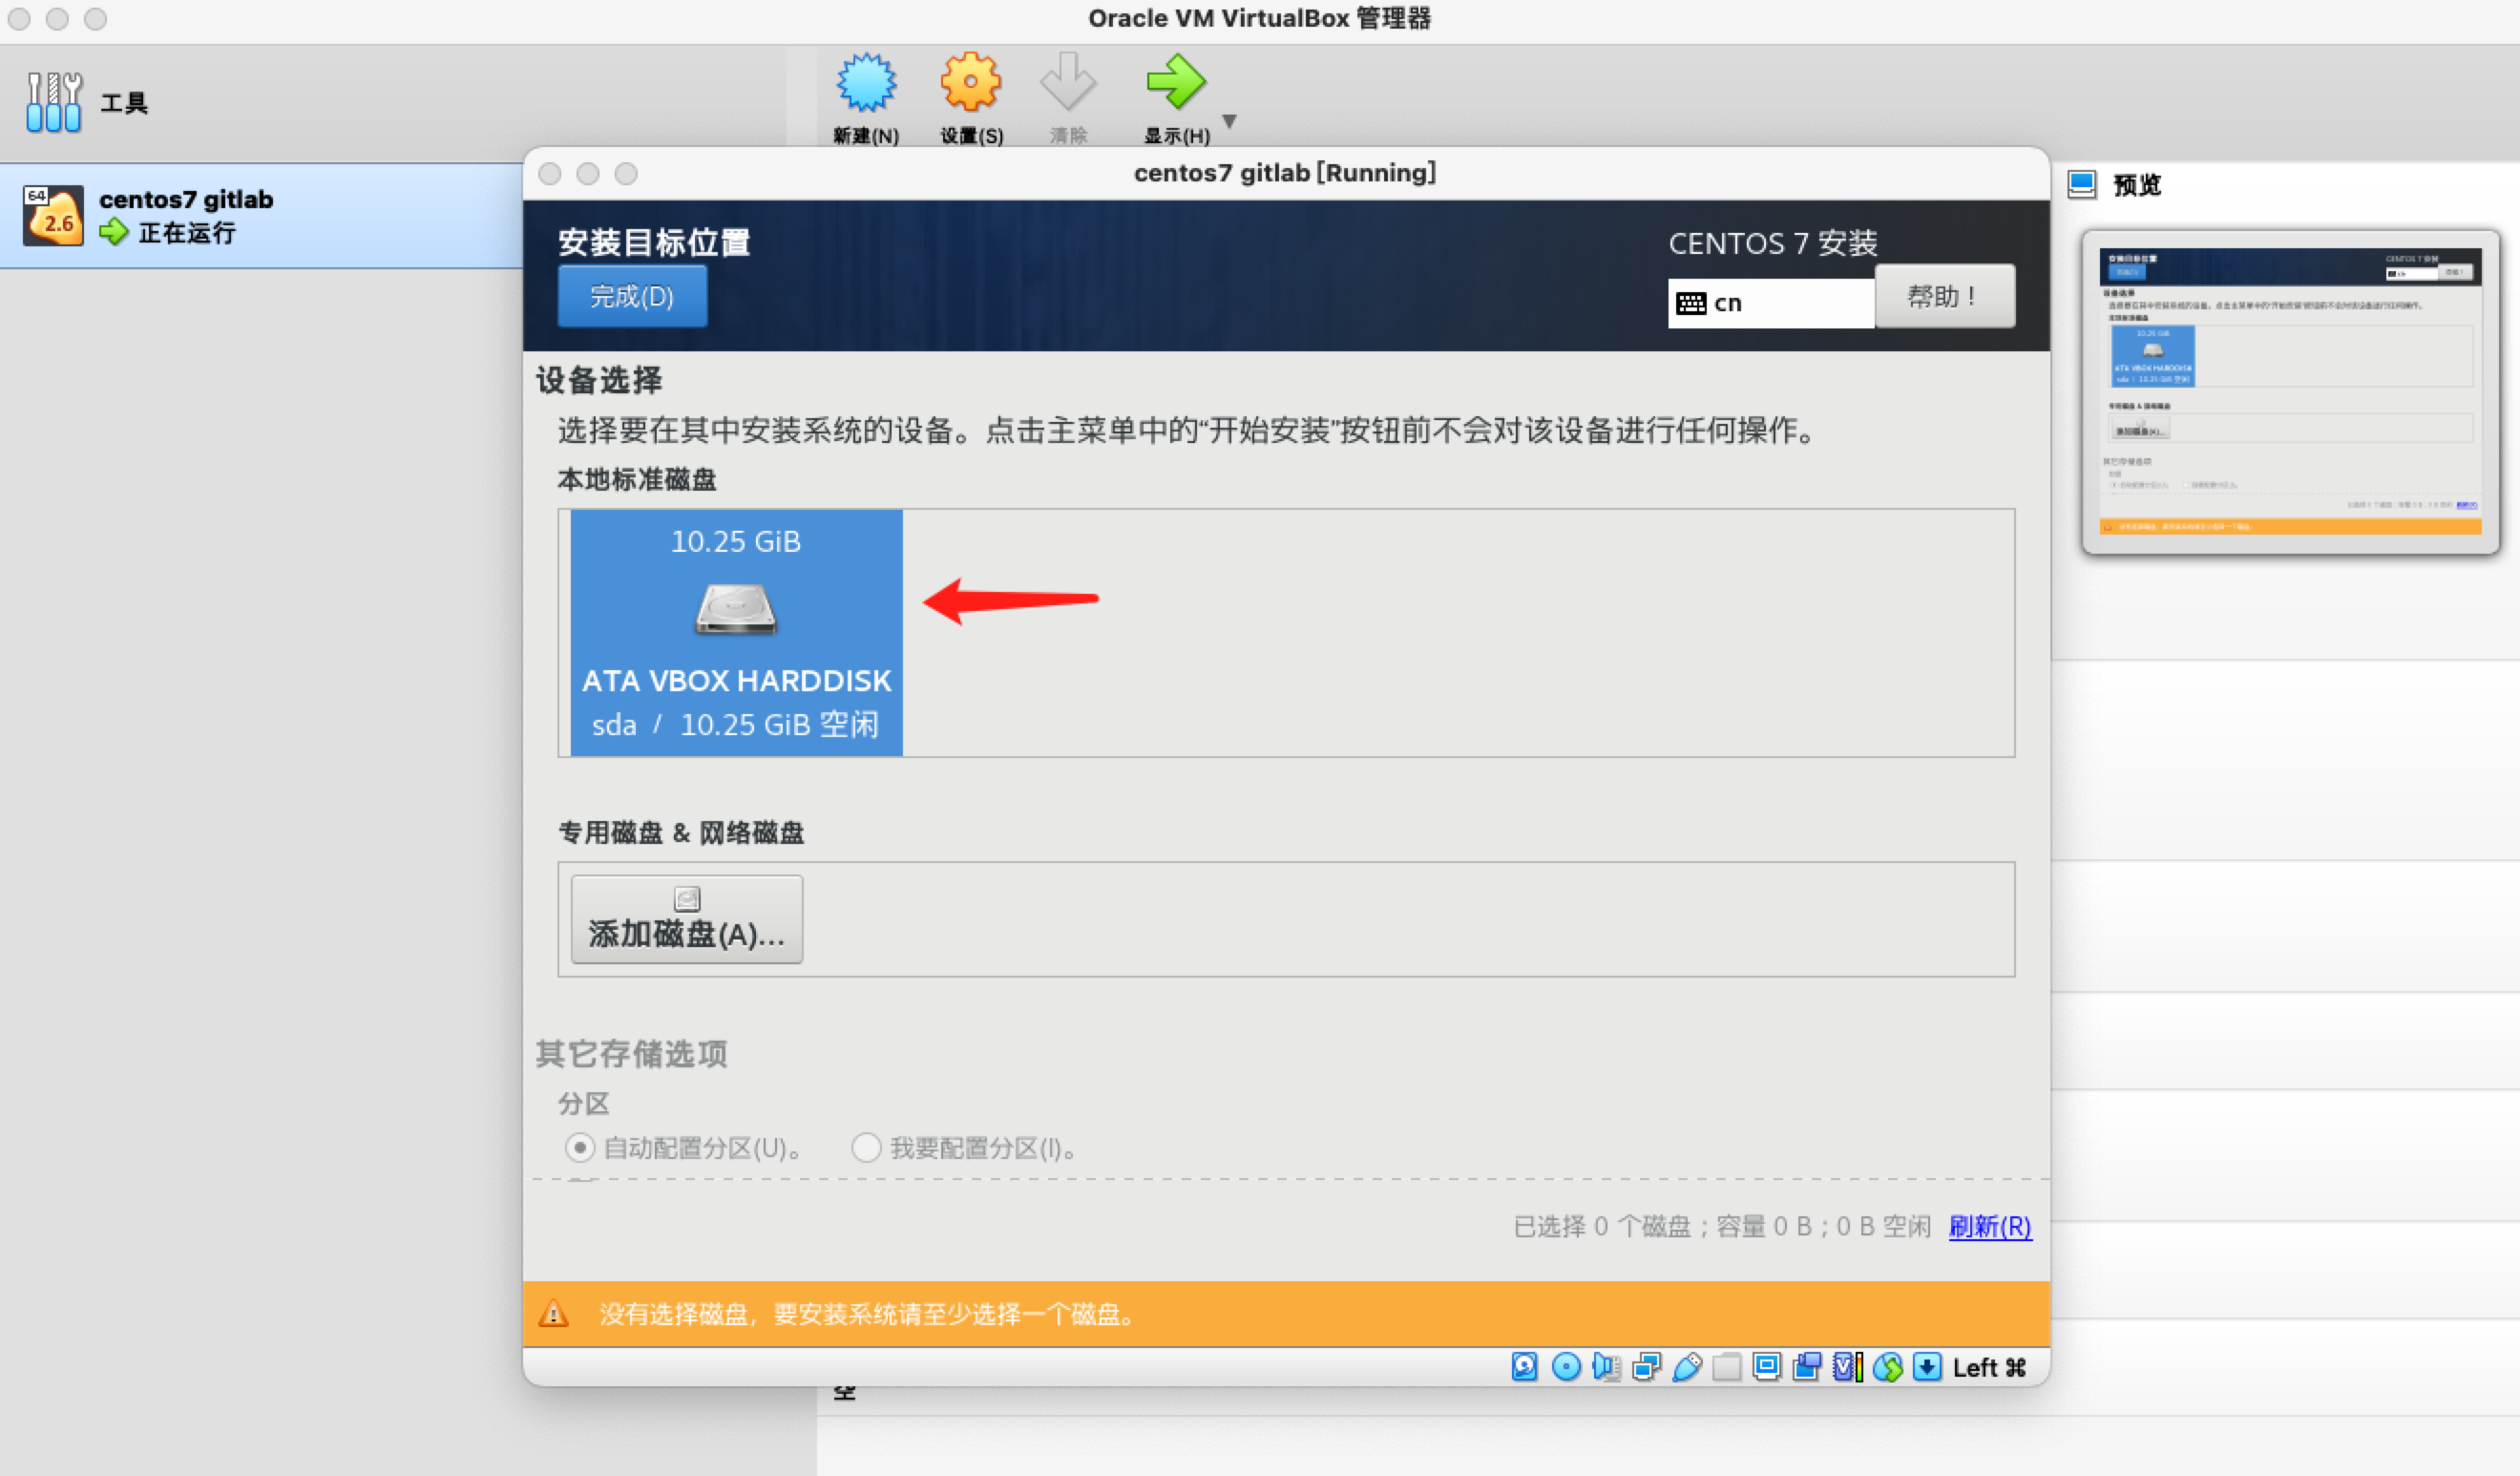 Oracle VM VirtualBox 管理器
工具
新建(N)
设置(S)
清除
显示(H)
64
2.6
centos7 gitlab
正在运行
centos7 gitlab [Running]
预览
安装目标位置
CENTOS 7 安装
完成(D)
cn
帮助！
设备选择
选择要在其中安装系统的设备。点击主菜单中的“开始安装”按钮前不会对该设备进行任何操作。
本地标准磁盘
10.25 GiB
ATA VBOX HARDDISK
sda / 10.25 GiB 空闲
专用磁盘 & 网络磁盘
添加磁盘(A)...
其它存储选项
分区
自动配置分区(U)。
我要配置分区(I)。
已选择 0 个磁盘；容量 0 B；0 B 空闲 刷新(R)
没有选择磁盘，要安装系统请至少选择一个磁盘。
Left ⌘